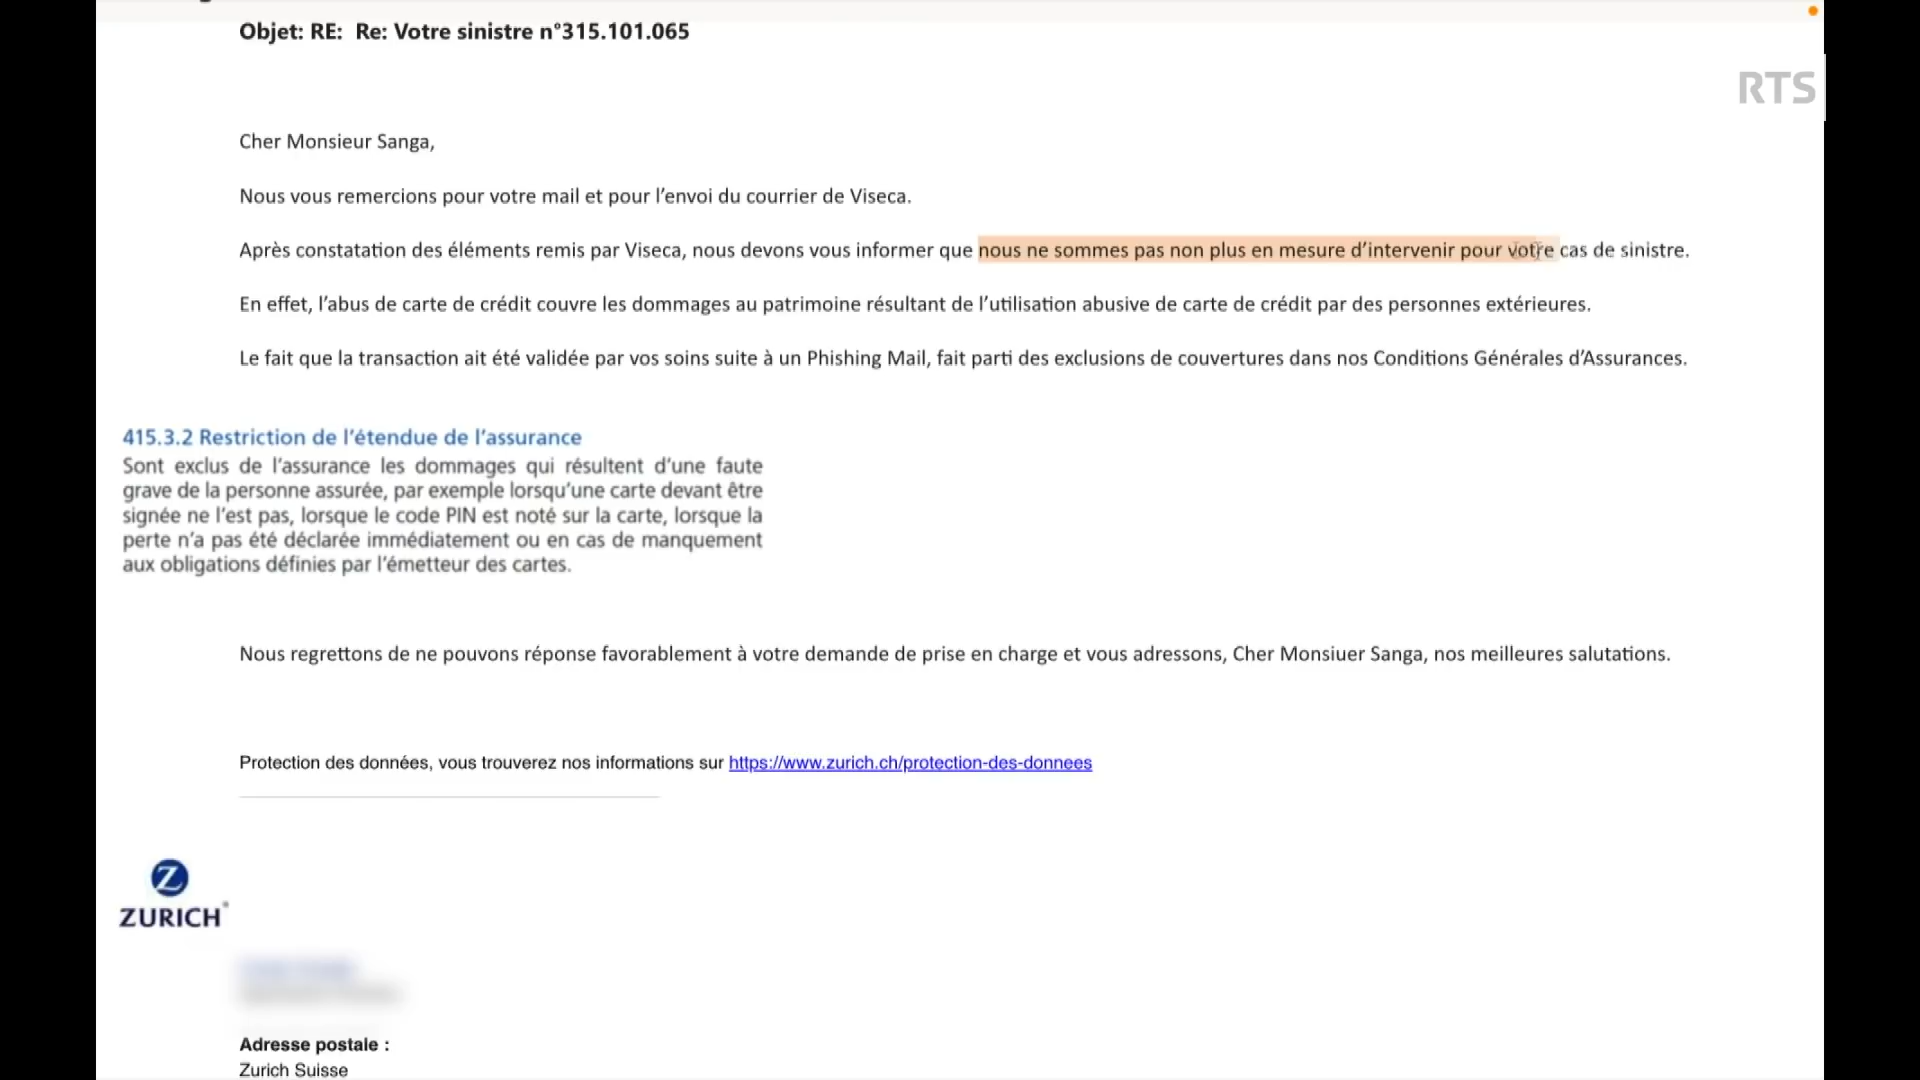 Objet: RE: Re: Votre sinistre n°315.101.065
RTS
Cher Monsieur Sanga,
Nous vous remercions pour votre mail et pour l'envoi du courrier de Viseca.
Après constatation des éléments remis par Viseca, nous devons vous informer que nous ne sommes pas non plus en mesure d'intervenir pour votre cas de sinistre.
En effet, l'abus de carte de crédit couvre les dommages au patrimoine résultant de l'utilisation abusive de carte de crédit par des personnes extérieures.
Le fait que la transaction ait été validée par vos soins suite à un Phishing Mail, fait parti des exclusions de couvertures dans nos Conditions Générales d'Assurances.
415.3.2 Restriction de l'étendue de l'assurance
Sont exclus de l'assurance les dommages qui résultent d'une faute
grave de la personne assurée, par exemple lorsqu'une carte devant être
signée ne l'est pas, lorsque le code PIN est noté sur la carte, lorsque la
perte n'a pas été déclarée immédiatement ou en cas de manquement
aux obligations définies par l'émetteur des cartes.
Nous regrettons de ne pouvons réponse favorablement à votre demande de prise en charge et vous adressons, Cher Monsiuer Sanga, nos meilleures salutations.
Protection des données, vous trouverez nos informations sur https://www.zurich.ch/protection-des-donnees
Z
ZURICH
Adresse postale :
Zurich Suisse